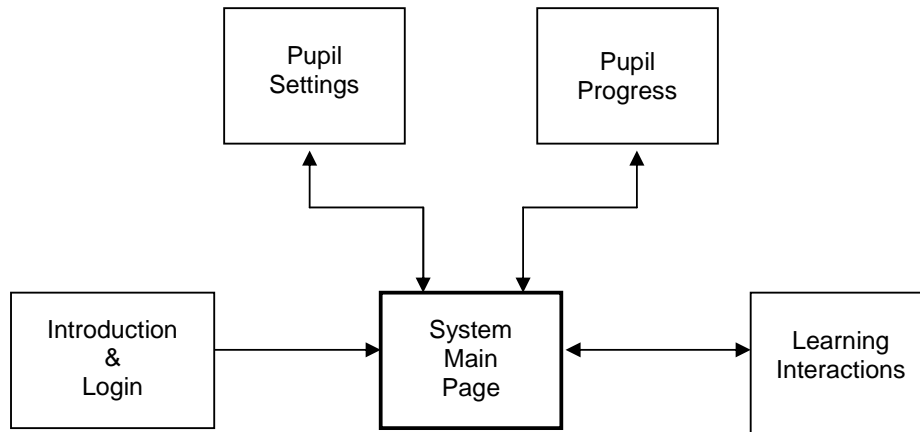 Pupil
Settings
Pupil
Progress
Introduction
&
Login
System
Main
Page
Learning
Interactions